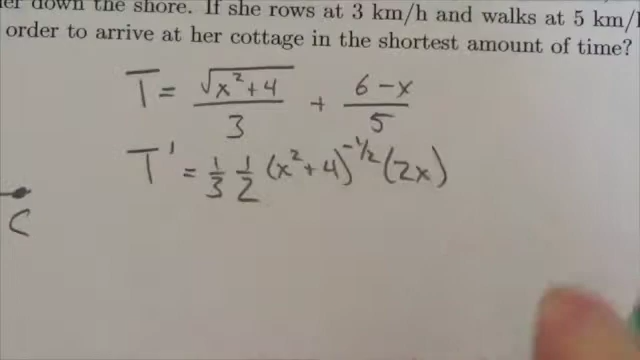 down the shore. If she rows at 3 km/h and walks at 5 km/h
order to arrive at her cottage in the shortest amount of time?
T = √(x²+4)/3 + (6-x)/5
T' = 1/3 1/2 (x²+4)^-1/2 (2x)
C